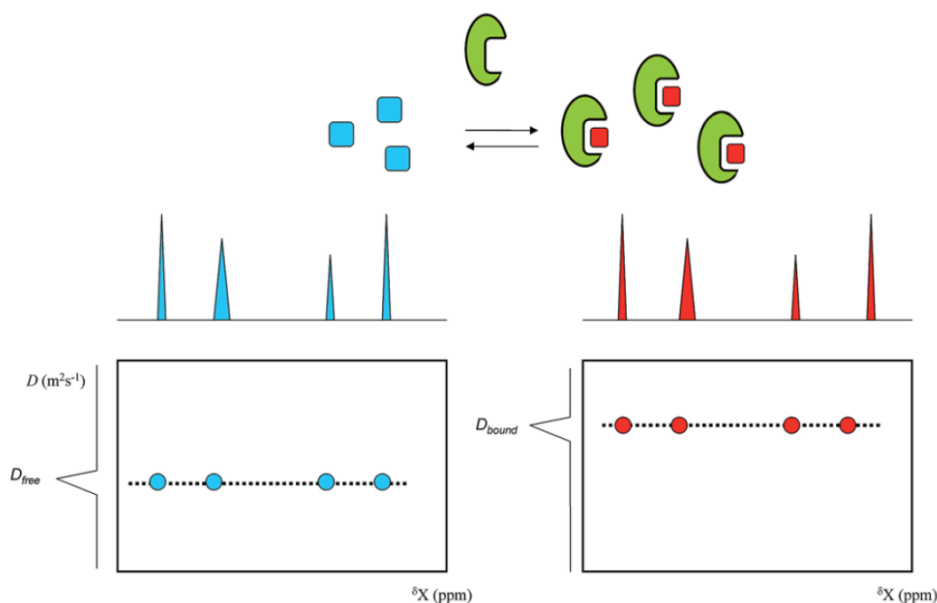 D (m²s⁻¹)
D_free
D_bound
ᵟX (ppm)
ᵟX (ppm)